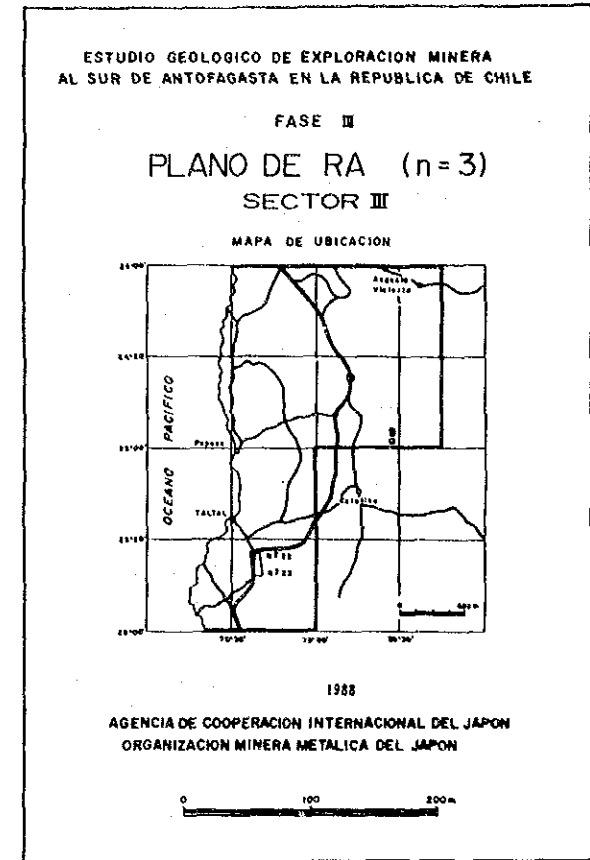 ESTUDIO GEOLOGICO DE EXPLORACION MINERA
AL SUR DE ANTOFAGASTA EN LA REPUBLICA DE CHILE
FASE III
PLANO DE RA (n=3)
SECTOR III
MAPA DE UBICACION
OCEANO PACIFICO
TALTAL
1988
AGENCIA DE COOPERACION INTERNACIONAL DEL JAPON
ORGANIZACION MINERA METALICA DEL JAPON
0 100 200m